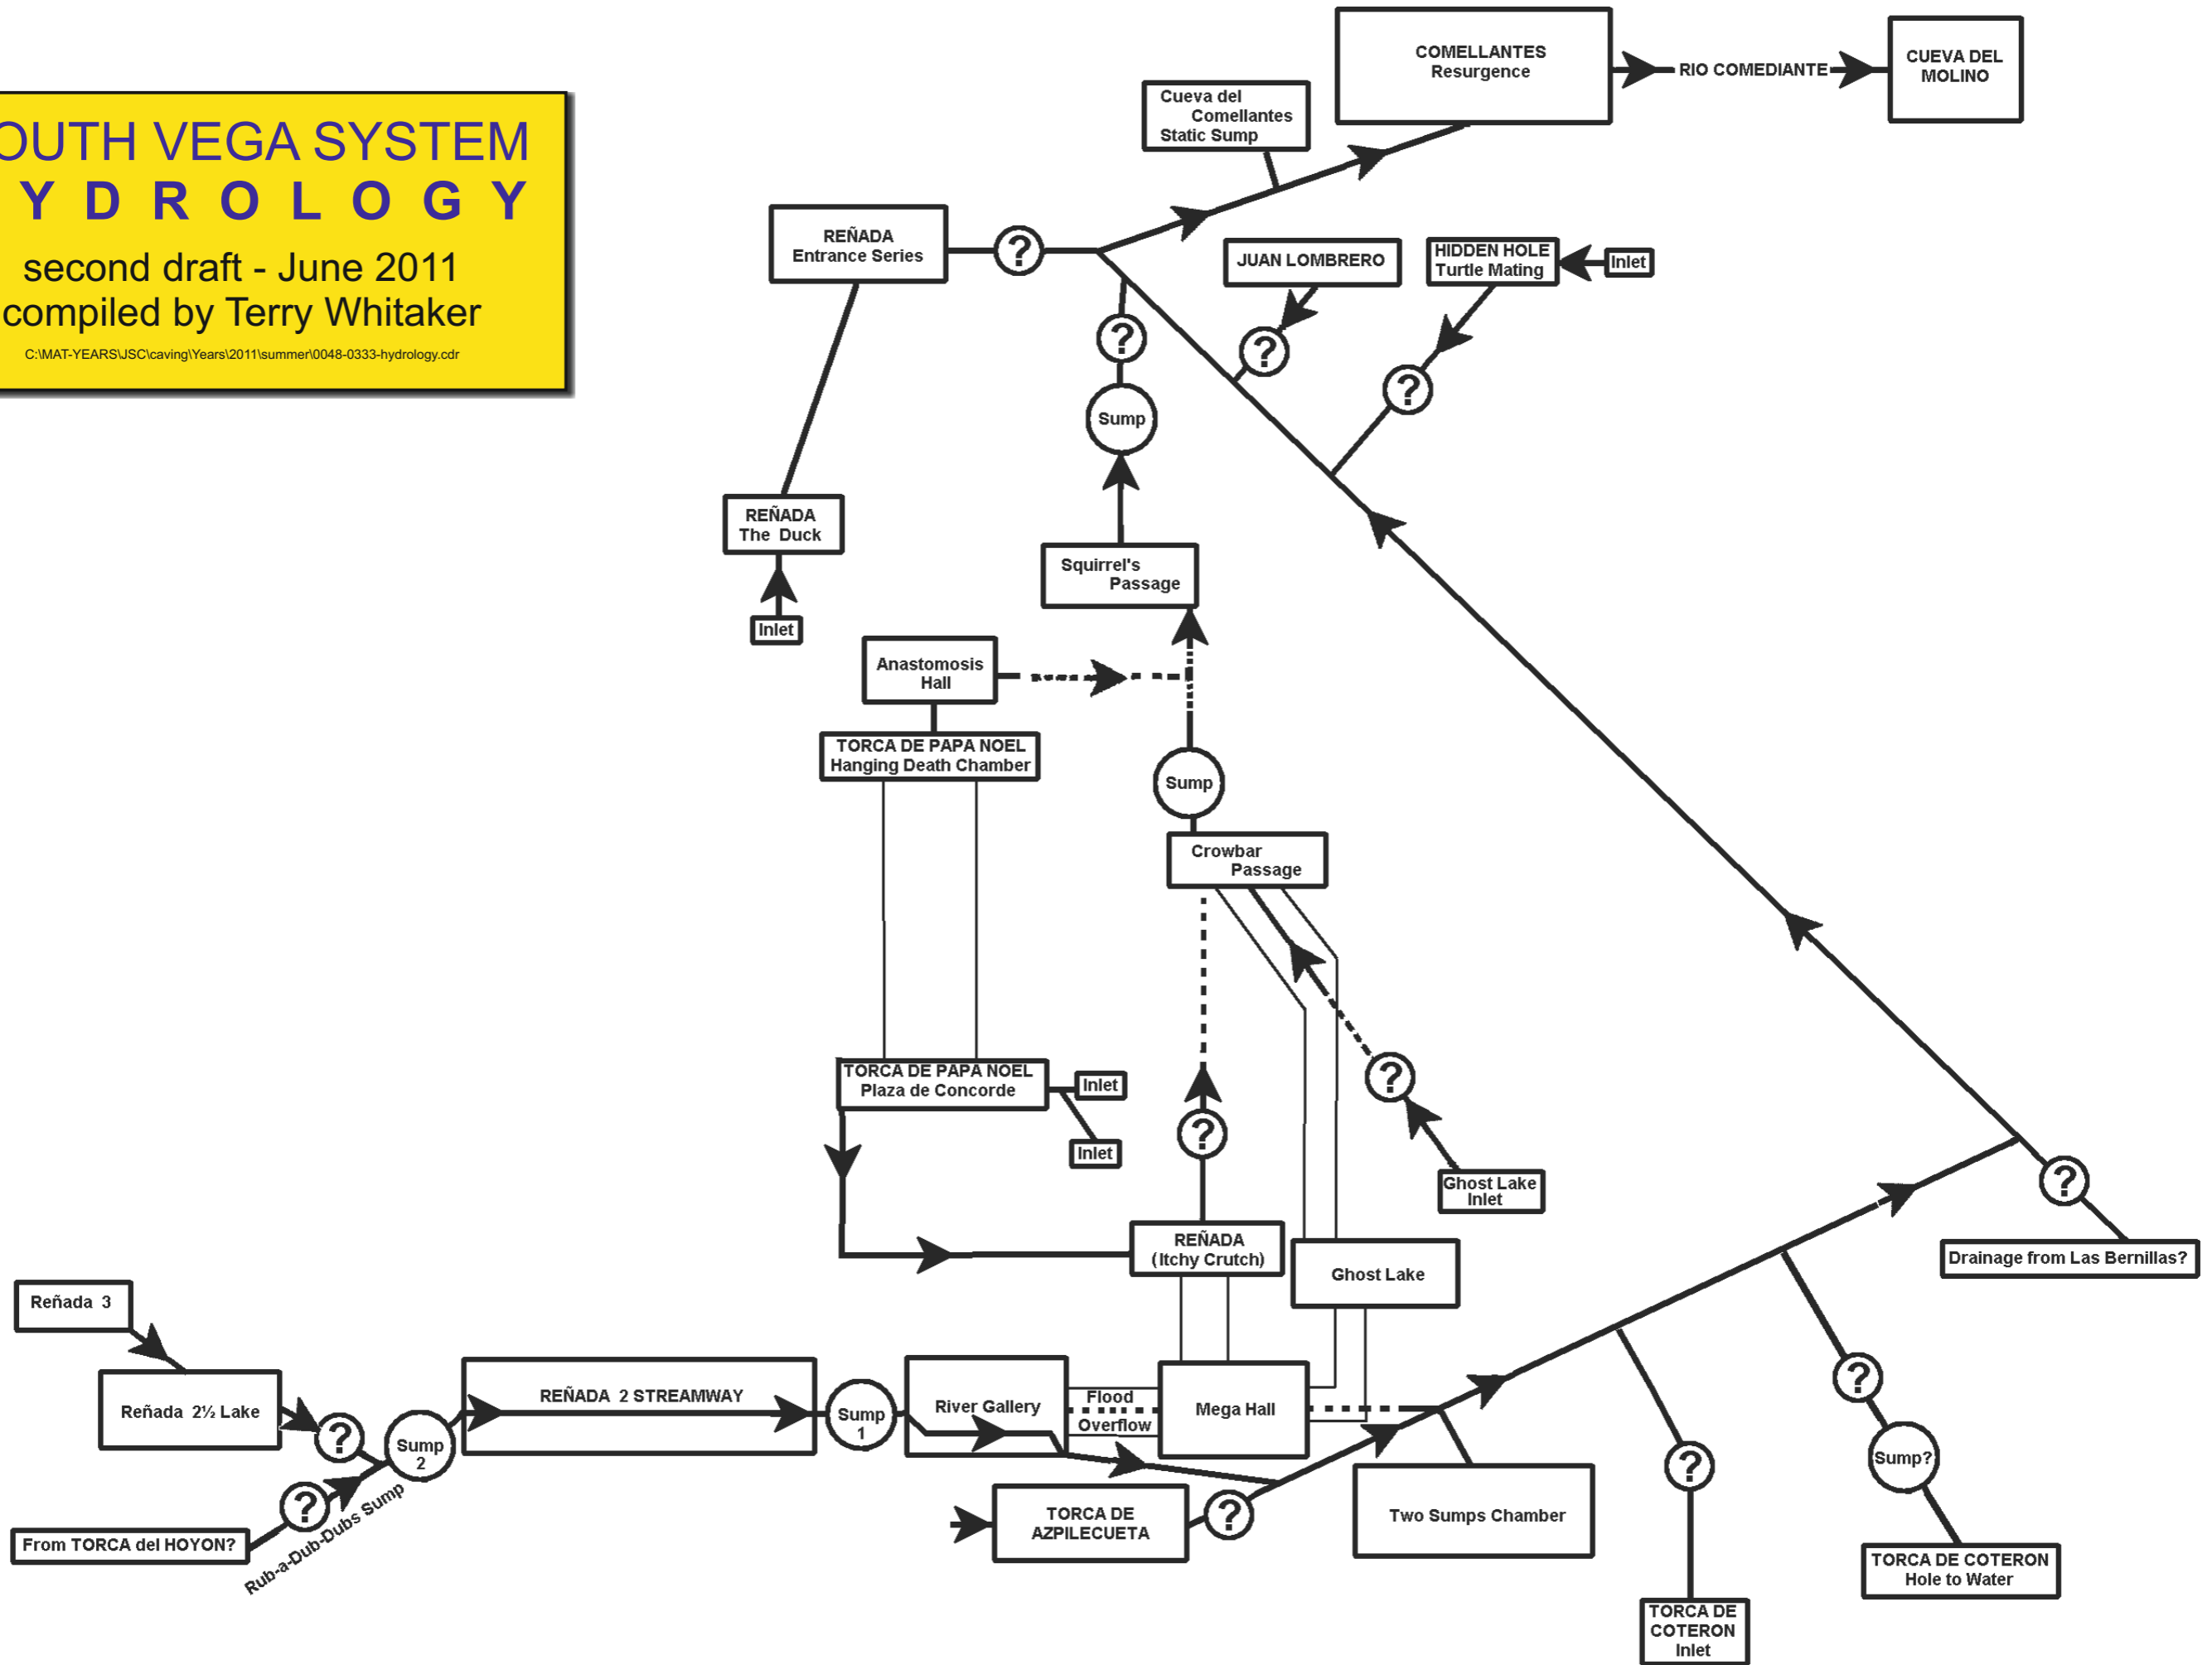 OUTH VEGA SYSTEM
Y D R O L O G Y
second draft - June 2011
compiled by Terry Whitaker
C:\MAT-YEARS\JSC\caving\Years\2011\summer\0048-0333-hydrology.cdr
COMELLANTES
Resurgence
RIO COMEDIANTE
CUEVA DEL
MOLINO
Cueva del
Comellantes
Static Sump
REÑADA
Entrance Series
?
JUAN LOMBRERO
HIDDEN HOLE
Turtle Mating
Inlet
?
?
?
Sump
REÑADA
The Duck
Inlet
Squirrel's
Passage
Anastomosis
Hall
TORCA DE PAPA NOEL
Hanging Death Chamber
Sump
Crowbar
Passage
TORCA DE PAPA NOEL
Plaza de Concorde
Inlet
Inlet
?
?
Ghost Lake
Inlet
?
Drainage from Las Bernillas?
REÑADA
(Itchy Crutch)
Ghost Lake
Reñada 3
Reñada 2½ Lake
?
Sump
2
REÑADA 2 STREAMWAY
Sump
1
River Gallery
Flood
Overflow
Mega Hall
?
From TORCA del HOYON?
Rub-a-Dub-Dubs Sump
TORCA DE
AZPILECUETA
?
Two Sumps Chamber
?
TORCA DE
COTERON
Inlet
?
Sump?
TORCA DE COTERON
Hole to Water